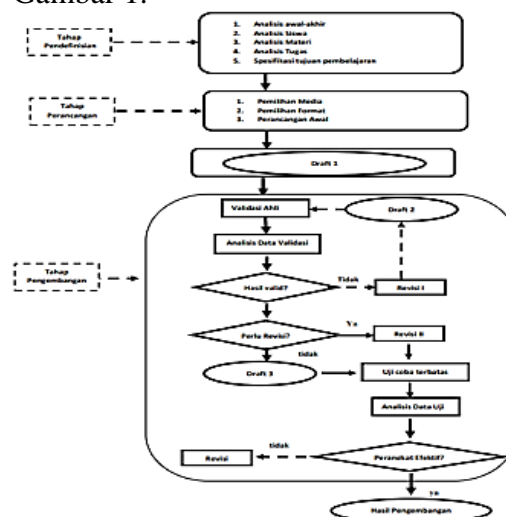 Gambar 1.
1. Analisis awal-akhir
2. Analisis Siswa
3. Analisis Materi
4. Analisis Tugas
5. Spesifikasi tujuan pembelajaran
Tahap
Pendefinisian
1. Pemilihan Media
2. Pemilihan Format
3. Perancangan Awal
Tahap
Perancangan
Draft 1
Validasi Ahli
Draft 2
Analisis Data Validasi
Tahap
Pengembangan
Hasil valid?
Tidak
Revisi I
Perlu Revisi?
Ya
Revisi II
tidak
Draft 3
Uji coba terbatas
Analisis Data Uji
Perangkat Efektif?
tidak
Revisi
Ya
Hasil Pengembangan